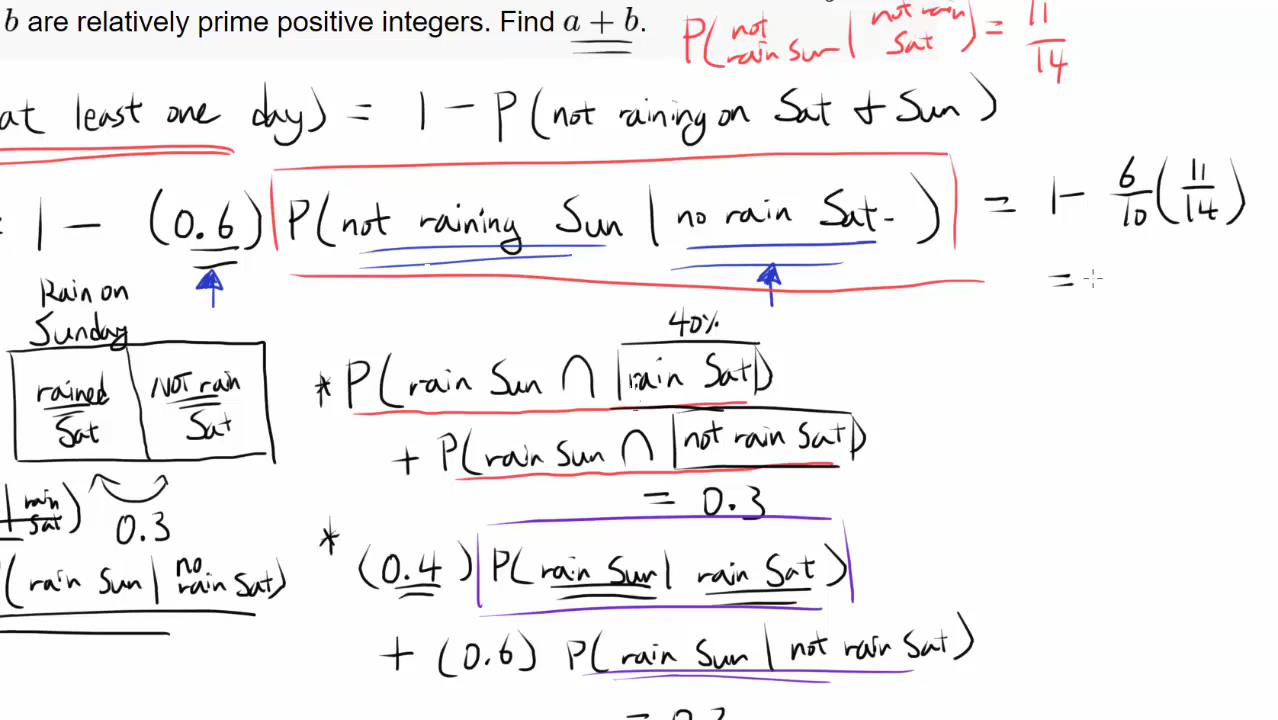 b are relatively prime positive integers. Find a + b.
P(not rain Sun | not rain Sat) = 11/14
at least one day) = 1 - P(not raining on Sat + Sun)
= 1 - (0.6) P(not raining Sun | no rain Sat.) = 1 - 6/10 (11/14)
=
Rain on
Sunday
rained Sat
NOT rain Sat
40%
* P(rain Sun ∩ rain Sat)
+ P(rain Sun ∩ not rain Sat)
= 0.3
rain Sat)
0.3
(rain Sun | no rain Sat)
* (0.4) P(rain Sun | rain Sat)
+ (0.6) P(rain Sun | not rain Sat)